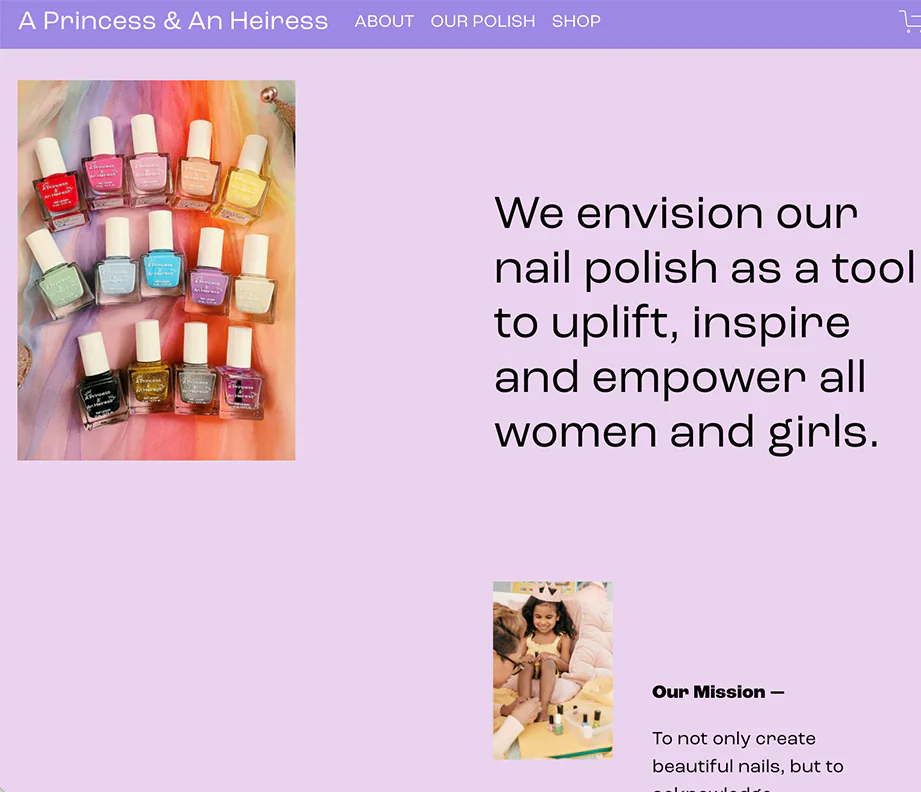 A Princess & An Heiress ABOUT OUR POLISH SHOP
We envision our
nail polish as a tool
to uplift, inspire
and empower all
women and girls.
Our Mission —
To not only create
beautiful nails, but to